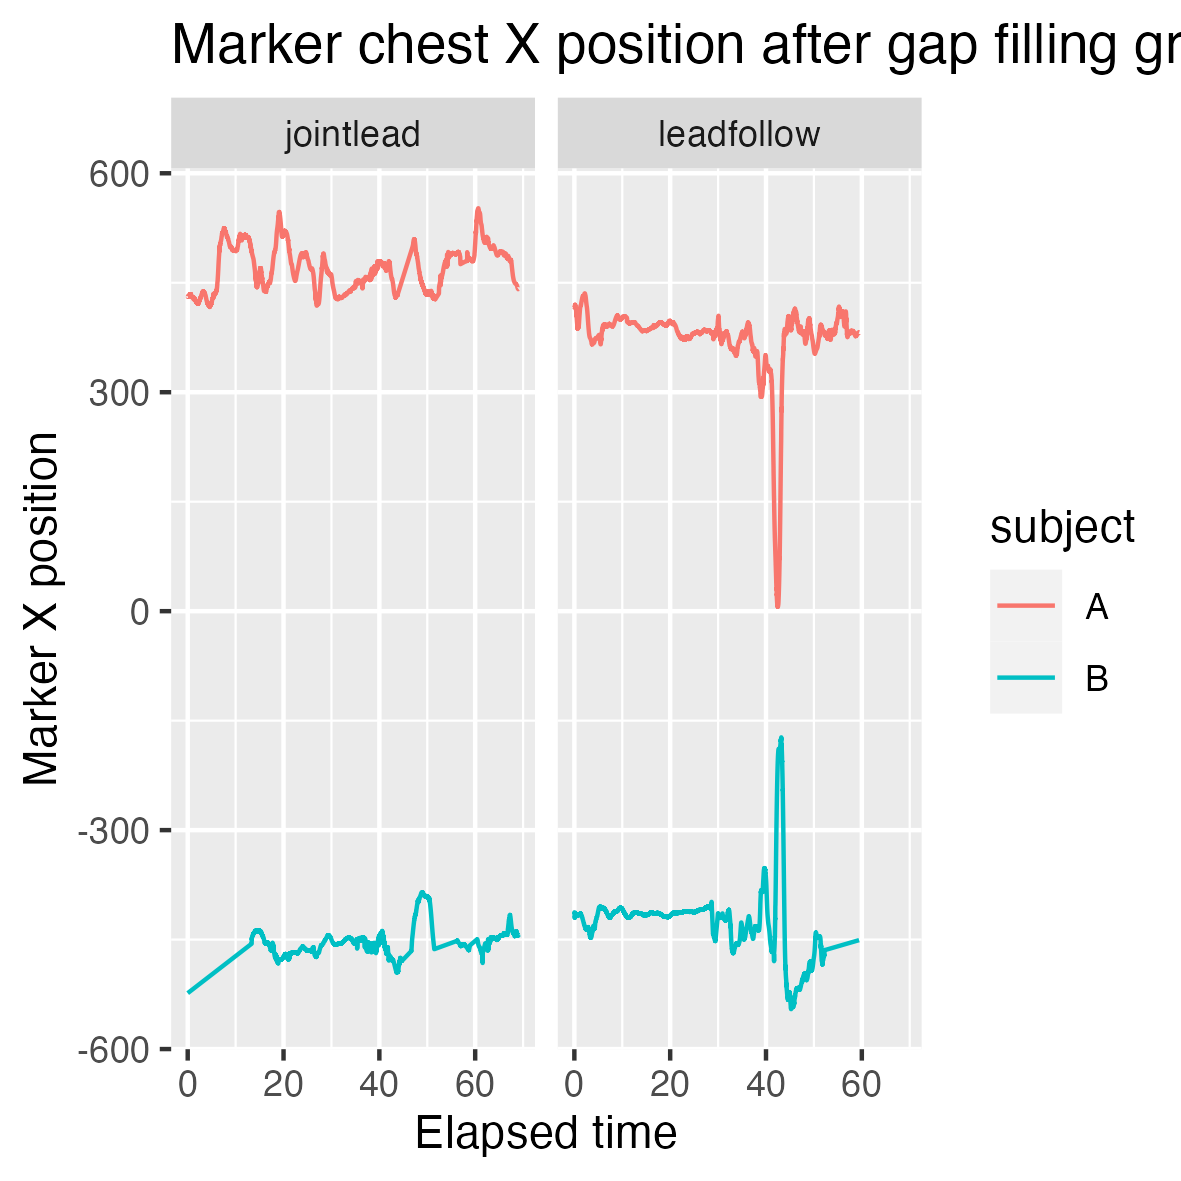 Marker chest X position after gap filling gr
jointlead
leadfollow
600
300
0
-300
-600
Marker X position
0 20 40 60
0 20 40 60
Elapsed time
subject
A
B